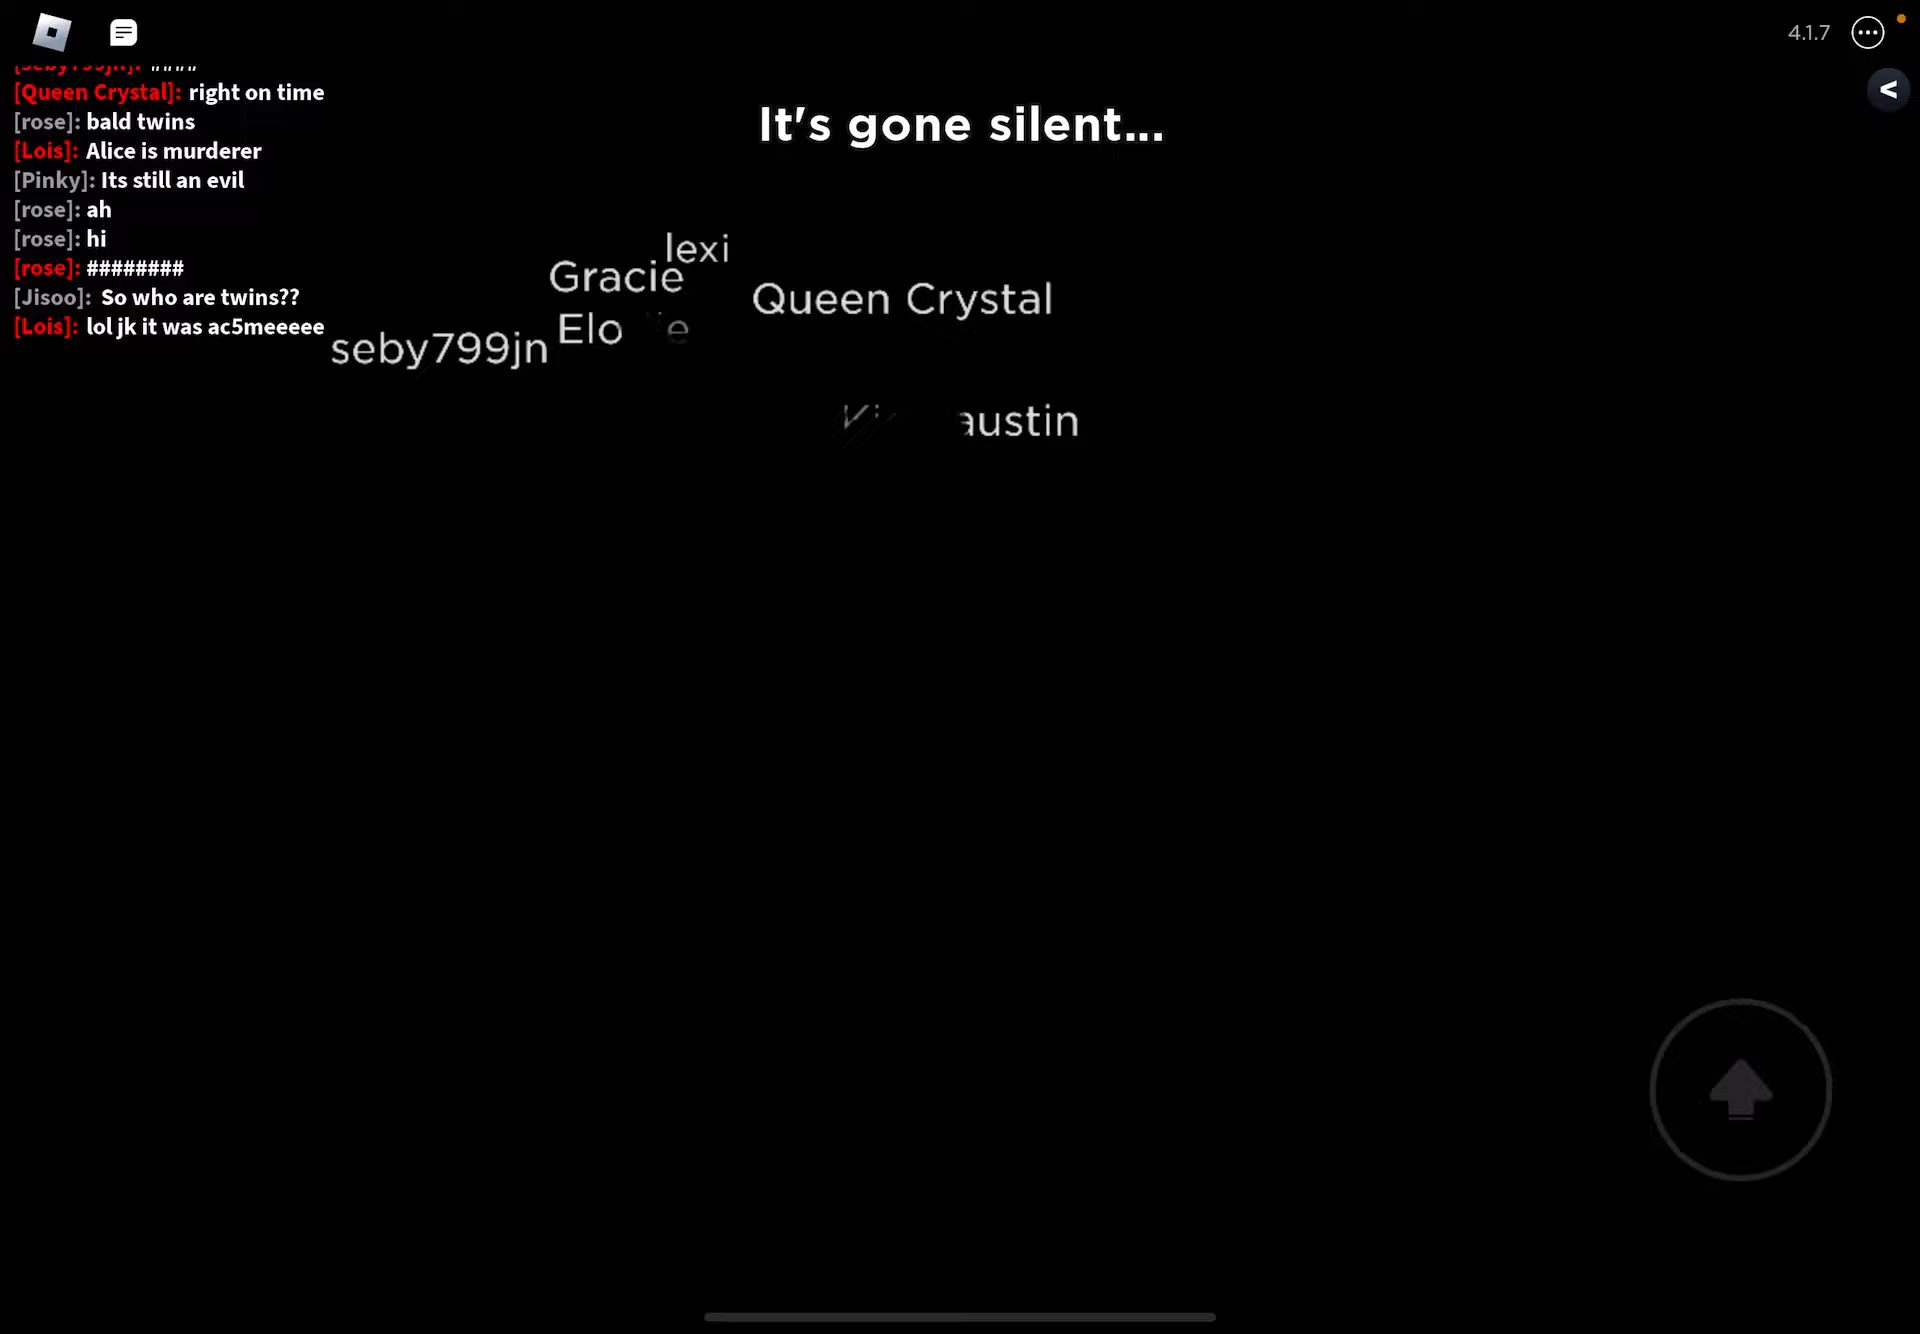 4.1.7
[seby799jn]: ####
[Queen Crystal]: right on time
[rose]: bald twins
[Lois]: Alice is murderer
[Pinky]: Its still an evil
[rose]: ah
[rose]: hi
[rose]: ########
[Jisoo]: So who are twins??
[Lois]: lol jk it was ac5meeeee
It's gone silent...
lexi
Gracie
Queen Crystal
seby799jn
austin